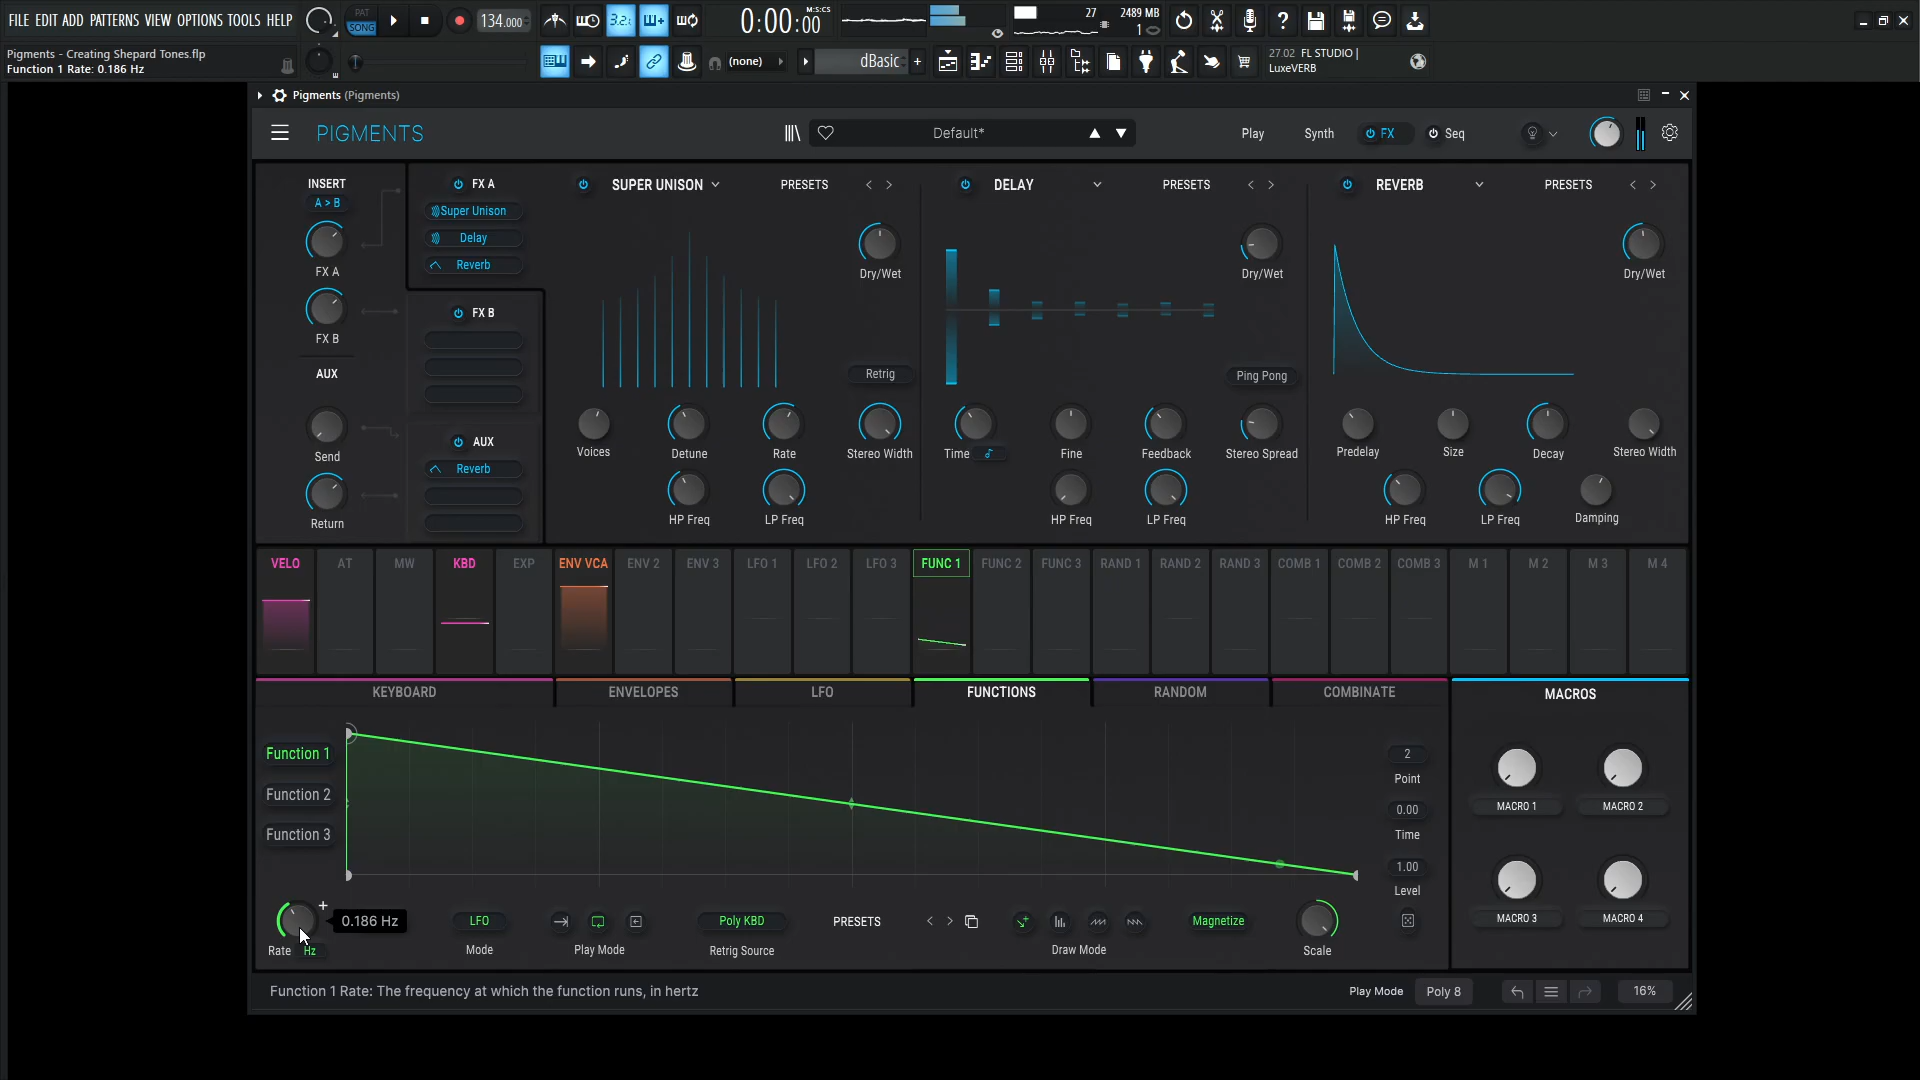 FILE EDIT ADD PATTERNS VIEW OPTIONS TOOLS HELP
PAT
SONG
134.000
3.2.
0:00:00
M:S:CS
27
2489 MB
1
Pigments - Creating Shepard Tones.flp
Function 1 Rate: 0.186 Hz
(none)
dBasic
27.02 FL STUDIO |
LuxeVERB
Pigments (Pigments)
PIGMENTS
Default*
Play
Synth
FX
Seq
INSERT
A > B
FX A
FX B
AUX
Send
Return
FX A
Super Unison
Delay
Reverb
FX B
AUX
Reverb
SUPER UNISON
PRESETS
Dry/Wet
Retrig
Voices
Detune
Rate
Stereo Width
HP Freq
LP Freq
DELAY
PRESETS
Dry/Wet
Ping Pong
Time
Fine
Feedback
Stereo Spread
HP Freq
LP Freq
REVERB
PRESETS
Dry/Wet
Predelay
Size
Decay
Stereo Width
HP Freq
LP Freq
Damping
VELO AT MW KBD EXP ENV VCA ENV 2 ENV 3 LFO 1 LFO 2 LFO 3 FUNC 1 FUNC 2 FUNC 3 RAND 1 RAND 2 RAND 3 COMB 1 COMB 2 COMB 3 M 1 M 2 M 3 M 4
KEYBOARD ENVELOPES LFO FUNCTIONS RANDOM COMBINATE MACROS
Function 1
Function 2
Function 3
2
Point
0.00
Time
1.00
Level
MACRO 1
MACRO 2
MACRO 3
MACRO 4
0.186 Hz
Rate Hz
LFO
Mode
Play Mode
Poly KBD
Retrig Source
PRESETS
Draw Mode
Magnetize
Scale
Function 1 Rate: The frequency at which the function runs, in hertz
Play Mode
Poly 8
16%